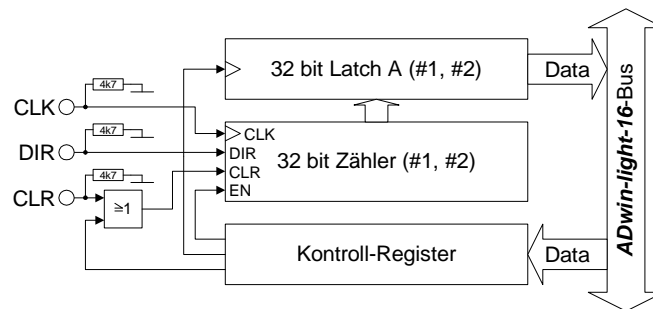 32 bit Latch A (#1, #2)
Data
4k7
CLK
4k7
DIR
4k7
CLR
≥1
CLK
DIR
CLR
EN
32 bit Zähler (#1, #2)
Kontroll-Register
Data
ADwin-light-16-Bus